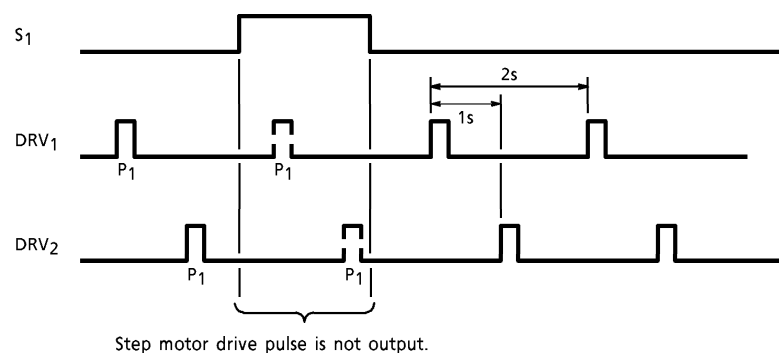 S1
2s
1s
DRV1
P1 P1
DRV2
P1 P1
Step motor drive pulse is not output.